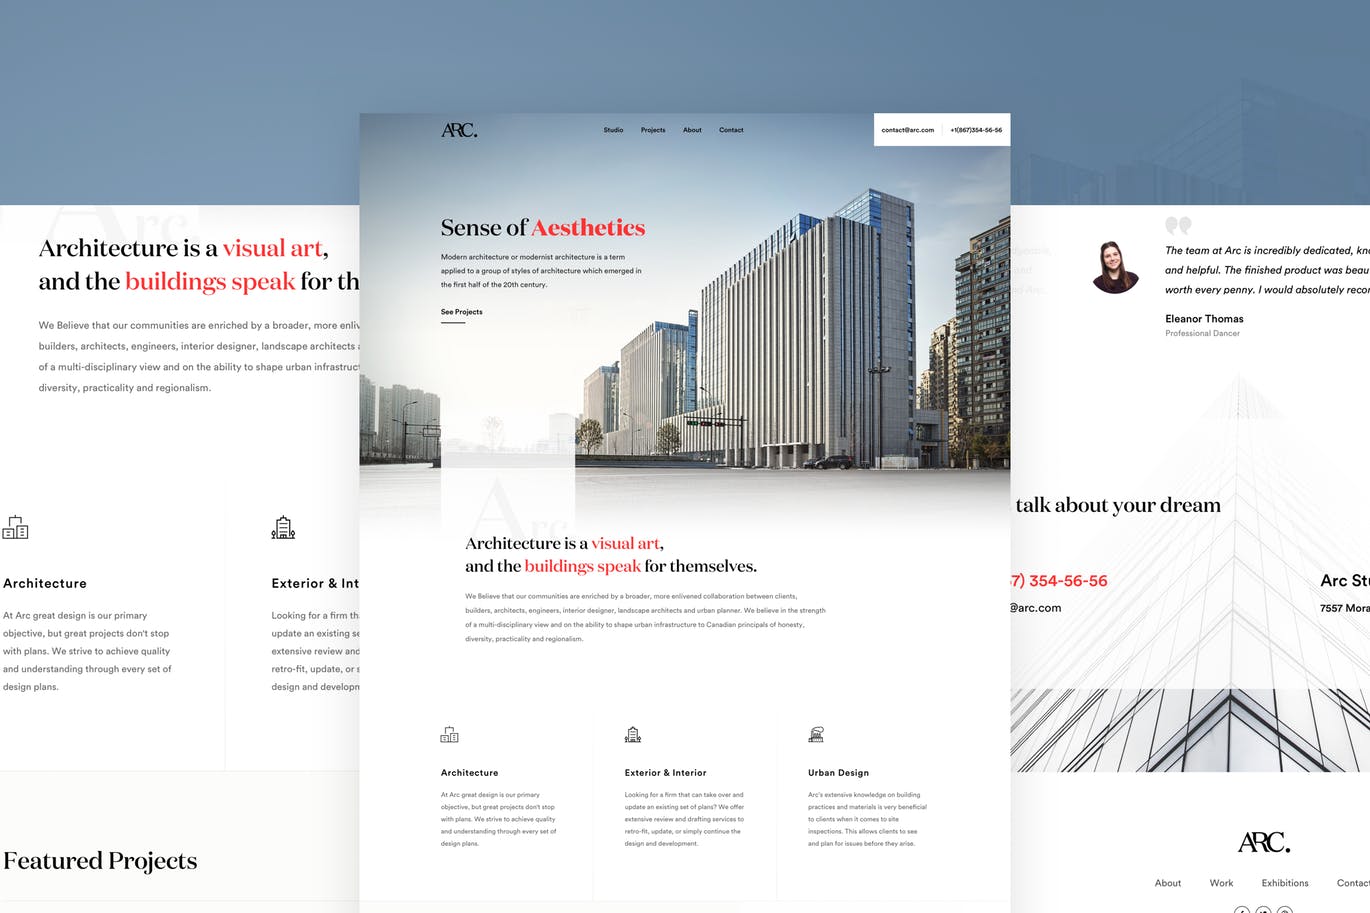 ARC.
Studio
Projects
About
Contact
contact@arc.com
+1(867)354-56-56
Sense of Aesthetics
Modern architecture or modernist architecture is a term
applied to a group of styles of architecture which emerged in
the first half of the 20th century.
See Projects
Arc
Architecture is a visual art,
and the buildings speak for themselves.
We Believe that our communities are enriched by a broader, more enlivened collaboration between clients,
builders, architects, engineers, interior designer, landscape architects and urban planner. We believe in the strength
of a multi-disciplinary view and on the ability to shape urban infrastructure to Canadian principals of honesty,
diversity, practicality and regionalism.
Architecture
At Arc great design is our primary
objective, but great projects don't stop
with plans. We strive to achieve quality
and understanding through every set of
design plans.
Exterior & Interior
Looking for a firm that can take over and
update an existing set of plans? We offer
extensive review and drafting services to
retro-fit, update, or simply continue the
design and development.
Urban Design
Arc's extensive knowledge on building
practices and materials is very beneficial
to clients when it comes to site
inspections. This allows clients to see
and plan for issues before they arise.
Arc
Architecture is a visual art,
and the buildings speak for th
We Believe that our communities are enriched by a broader, more enliv
builders, architects, engineers, interior designer, landscape architects
of a multi-disciplinary view and on the ability to shape urban infrastruct
diversity, practicality and regionalism.
Architecture
At Arc great design is our primary
objective, but great projects don't stop
with plans. We strive to achieve quality
and understanding through every set of
design plans.
Exterior & Int
Looking for a firm th
update an existing se
extensive review and
retro-fit, update, or s
design and developn
Featured Projects
The team at Arc is incredibly dedicated, kno
and helpful. The finished product was beau
worth every penny. I would absolutely recor
Eleanor Thomas
Professional Dancer
talk about your dream
7) 354-56-56
@arc.com
Arc Stu
7557 Mora
ARC.
About
Work
Exhibitions
Contact